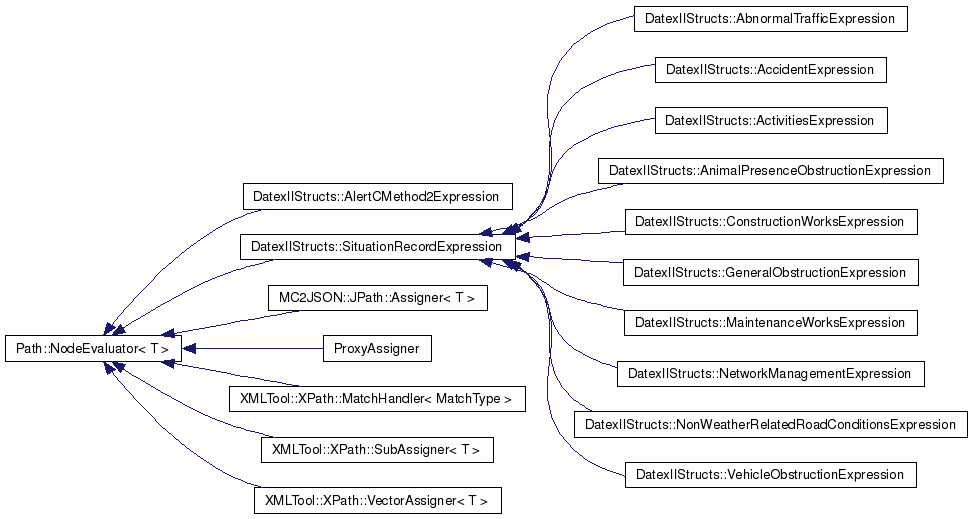 DatexIIStructs::AbnormalTrafficExpression
DatexIIStructs::AccidentExpression
DatexIIStructs::ActivitiesExpression
DatexIIStructs::AnimalPresenceObstructionExpression
DatexIIStructs::AlertCMethod2Expression
DatexIIStructs::ConstructionWorksExpression
DatexIIStructs::SituationRecordExpression
DatexIIStructs::GeneralObstructionExpression
MC2JSON::JPath::Assigner< T >
DatexIIStructs::MaintenanceWorksExpression
Path::NodeEvaluator< T >
ProxyAssigner
DatexIIStructs::NetworkManagementExpression
XMLTool::XPath::MatchHandler< MatchType >
DatexIIStructs::NonWeatherRelatedRoadConditionsExpression
XMLTool::XPath::SubAssigner< T >
DatexIIStructs::VehicleObstructionExpression
XMLTool::XPath::VectorAssigner< T >